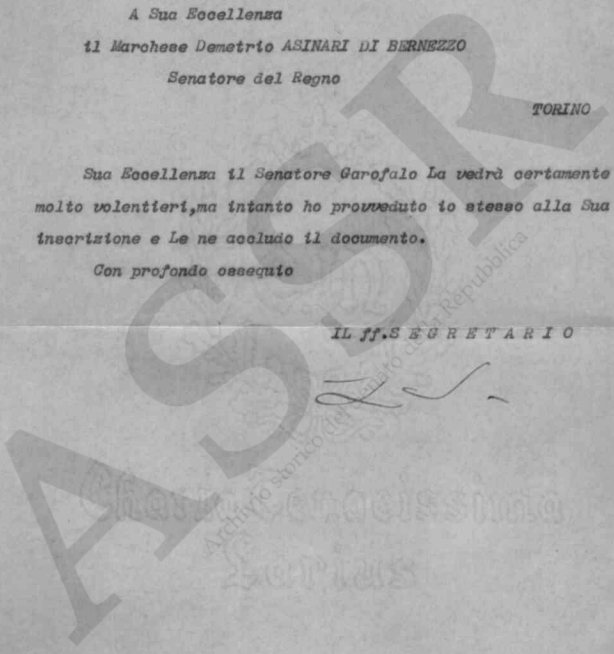 A Sua Eccellenza
il Marchese Demetrio ASINARI DI BERNEZZO
Senatore del Regno
TORINO
Sua Eccellenza il Senatore Garofalo La vedrà certamente
molto volentieri,ma intanto ho provveduto io stesso alla Sua
inscrizione e Le ne accludo il documento.
Con profondo ossequio
IL ff.S E G R E T A R I O
ASSR
Archivio storico del Senato della Repubblica